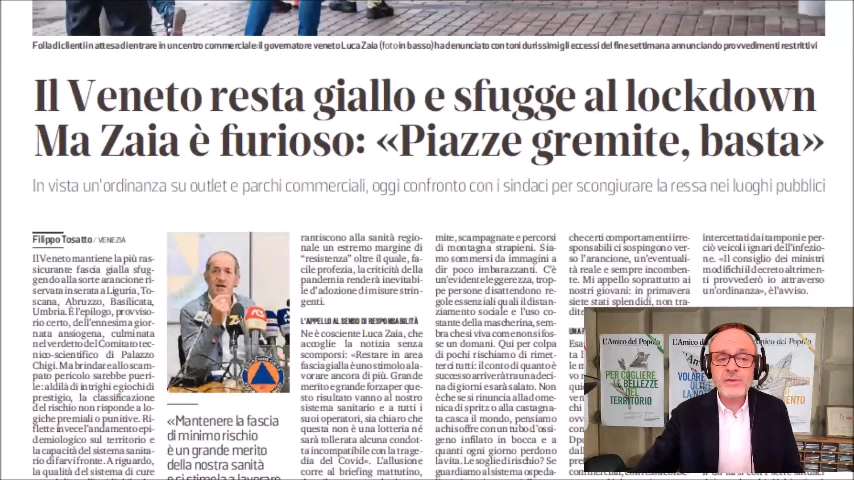 Folla di clienti in attesa di entrare in un centro commerciale: il governatore veneto Luca Zaia (foto in basso) ha denunciato con toni durissimi gli eccessi del fine settimana annunciando provvedimenti restrittivi
Il Veneto resta giallo e sfugge al lockdown
Ma Zaia è furioso: «Piazze gremite, basta»
In vista un'ordinanza su outlet e parchi commerciali, oggi confronto con i sindaci per scongiurare la ressa nei luoghi pubblici
Filippo Tosatto / VENEZIA
Il Veneto mantiene la più ras-
sicurante fascia gialla sfug-
gendo alla sorte arancione ri-
servata in serata a Liguria, To-
scana, Abruzzo, Basilicata,
Umbria. È l'epilogo, provviso-
rio certo, dell'ennesima gior-
nata ansiogena, culminata
nel verdetto del Comitato tec-
nico-scientifico di Palazzo
Chigi. Ma brindare allo scam-
pato pericolo sarebbe pue-
rile: aldilà di intrighi e giochi di
prestigio, la classificazione
del rischio non risponde a lo-
giche premiali o punitive. Ri-
flette invece l'andamento epi-
demiologico sul territorio e
la capacità del sistema sanita-
rio di farvi fronte. A riguardo,
la qualità del sistema di cure
«Mantenere la fascia
di minimo rischio
è un grande merito
della nostra sanità
e si stimola a lavorare
rantiscono alla sanità regio-
nale un estremo margine di
"resistenza" oltre il quale, fa-
cile profezia, la criticità della
pandemia renderà inevitabi-
le l'adozione di misure strin-
genti.
L'APPELLO AL SENSO DI RESPONSABILITÀ
Ne è cosciente Luca Zaia, che
accoglie la notizia senza
scomporsi: «Restare in area
fascia gialla è uno stimolo a la-
vorare ancora di più. Grande
merito e grande forza per que-
sto risultato vanno al nostro
sistema sanitario e a tutti i
suoi operatori, sia chiaro che
questa non è una lotteria né
sarà tollerata alcuna condot-
ta incompatibile con la trage-
dia del Covid». L'allusione
corre al briefing mattutino,
mite, scampagnate e percorsi
di montagna strapieni. Sia-
mo sommersi da immagini a
dir poco imbarazzanti. C'è
un'evidente leggerezza, trop-
pe persone disattendono re-
gole essenziali quali il distan-
ziamento sociale e l'uso co-
stante della mascherina, sem-
bra che si viva come non ci fos-
se un domani. Qui per colpa
di pochi rischiamo di rimet-
terci tutti: il conto di quanto è
successo arriverà tra una deci-
na di giorni e sarà salato. Non
è che se si rinuncia alla dome-
nica di spritz o alla castagna-
ta casca il mondo, pensiamo
a chi soffre con un tubo d'ossi-
geno infilato in bocca e a
quanti ogni giorno perdono
la vita. Le soglie di rischio? Se
guardiamo al sistema ospeda-
che certi comportamenti irre-
sponsabili ci sospingono ver-
so l'arancione, un'eventuali-
tà reale e sempre incomben-
te. Mi appello soprattutto ai
nostri giovani: in primavera
siete stati splendidi, non tra-
intercettati da tamponi e per-
ciò veicoli ignari dell'infezio-
ne. «Il consiglio dei ministri
modifichi il decreto altrimen-
ti provvederò io attraverso
un'ordinanza», è l'avviso.
L'Amico del Popolo
PER COGLIERE
LE BELLEZZE
DEL
TERRITORIO